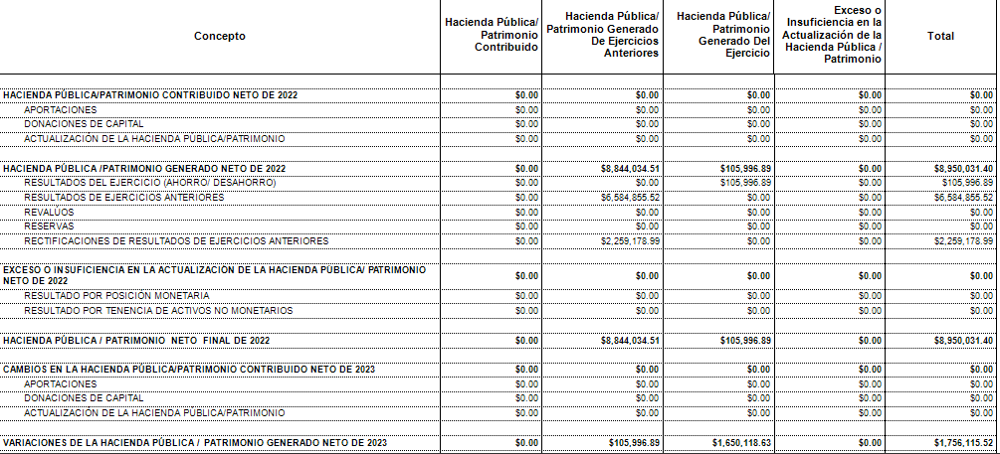 Concepto
Hacienda Pública/
Patrimonio
Contribuido
Hacienda Pública/
Patrimonio Generado
De Ejercicios
Anteriores
Hacienda Pública/
Patrimonio
Generado Del
Ejercicio
Exceso o
Insuficiencia en la
Actualización de la
Hacienda Pública /
Patrimonio
Total
HACIENDA PÚBLICA/PATRIMONIO CONTRIBUIDO NETO DE 2022 $0.00 $0.00 $0.00 $0.00 $0.00
APORTACIONES $0.00 $0.00 $0.00 $0.00 $0.00
DONACIONES DE CAPITAL $0.00 $0.00 $0.00 $0.00 $0.00
ACTUALIZACIÓN DE LA HACIENDA PÚBLICA/PATRIMONIO $0.00 $0.00 $0.00 $0.00 $0.00
HACIENDA PÚBLICA /PATRIMONIO GENERADO NETO DE 2022 $0.00 $8,844,034.51 $105,996.89 $0.00 $8,950,031.40
RESULTADOS DEL EJERCICIO (AHORRO/ DESAHORRO) $0.00 $0.00 $105,996.89 $0.00 $105,996.89
RESULTADOS DE EJERCICIOS ANTERIORES $0.00 $6,584,855.52 $0.00 $0.00 $6,584,855.52
REVALÚOS $0.00 $0.00 $0.00 $0.00 $0.00
RESERVAS $0.00 $0.00 $0.00 $0.00 $0.00
RECTIFICACIONES DE RESULTADOS DE EJERCICIOS ANTERIORES $0.00 $2,259,178.99 $0.00 $0.00 $2,259,178.99
EXCESO O INSUFICIENCIA EN LA ACTUALIZACIÓN DE LA HACIENDA PÚBLICA/ PATRIMONIO
NETO DE 2022 $0.00 $0.00 $0.00 $0.00 $0.00
RESULTADO POR POSICIÓN MONETARIA $0.00 $0.00 $0.00 $0.00 $0.00
RESULTADO POR TENENCIA DE ACTIVOS NO MONETARIOS $0.00 $0.00 $0.00 $0.00 $0.00
HACIENDA PÚBLICA / PATRIMONIO NETO FINAL DE 2022 $0.00 $8,844,034.51 $105,996.89 $0.00 $8,950,031.40
CAMBIOS EN LA HACIENDA PÚBLICA/PATRIMONIO CONTRIBUIDO NETO DE 2023 $0.00 $0.00 $0.00 $0.00 $0.00
APORTACIONES $0.00 $0.00 $0.00 $0.00 $0.00
DONACIONES DE CAPITAL $0.00 $0.00 $0.00 $0.00 $0.00
ACTUALIZACIÓN DE LA HACIENDA PÚBLICA/PATRIMONIO $0.00 $0.00 $0.00 $0.00 $0.00
VARIACIONES DE LA HACIENDA PÚBLICA / PATRIMONIO GENERADO NETO DE 2023 $0.00 $105,996.89 $1,650,118.63 $0.00 $1,756,115.52